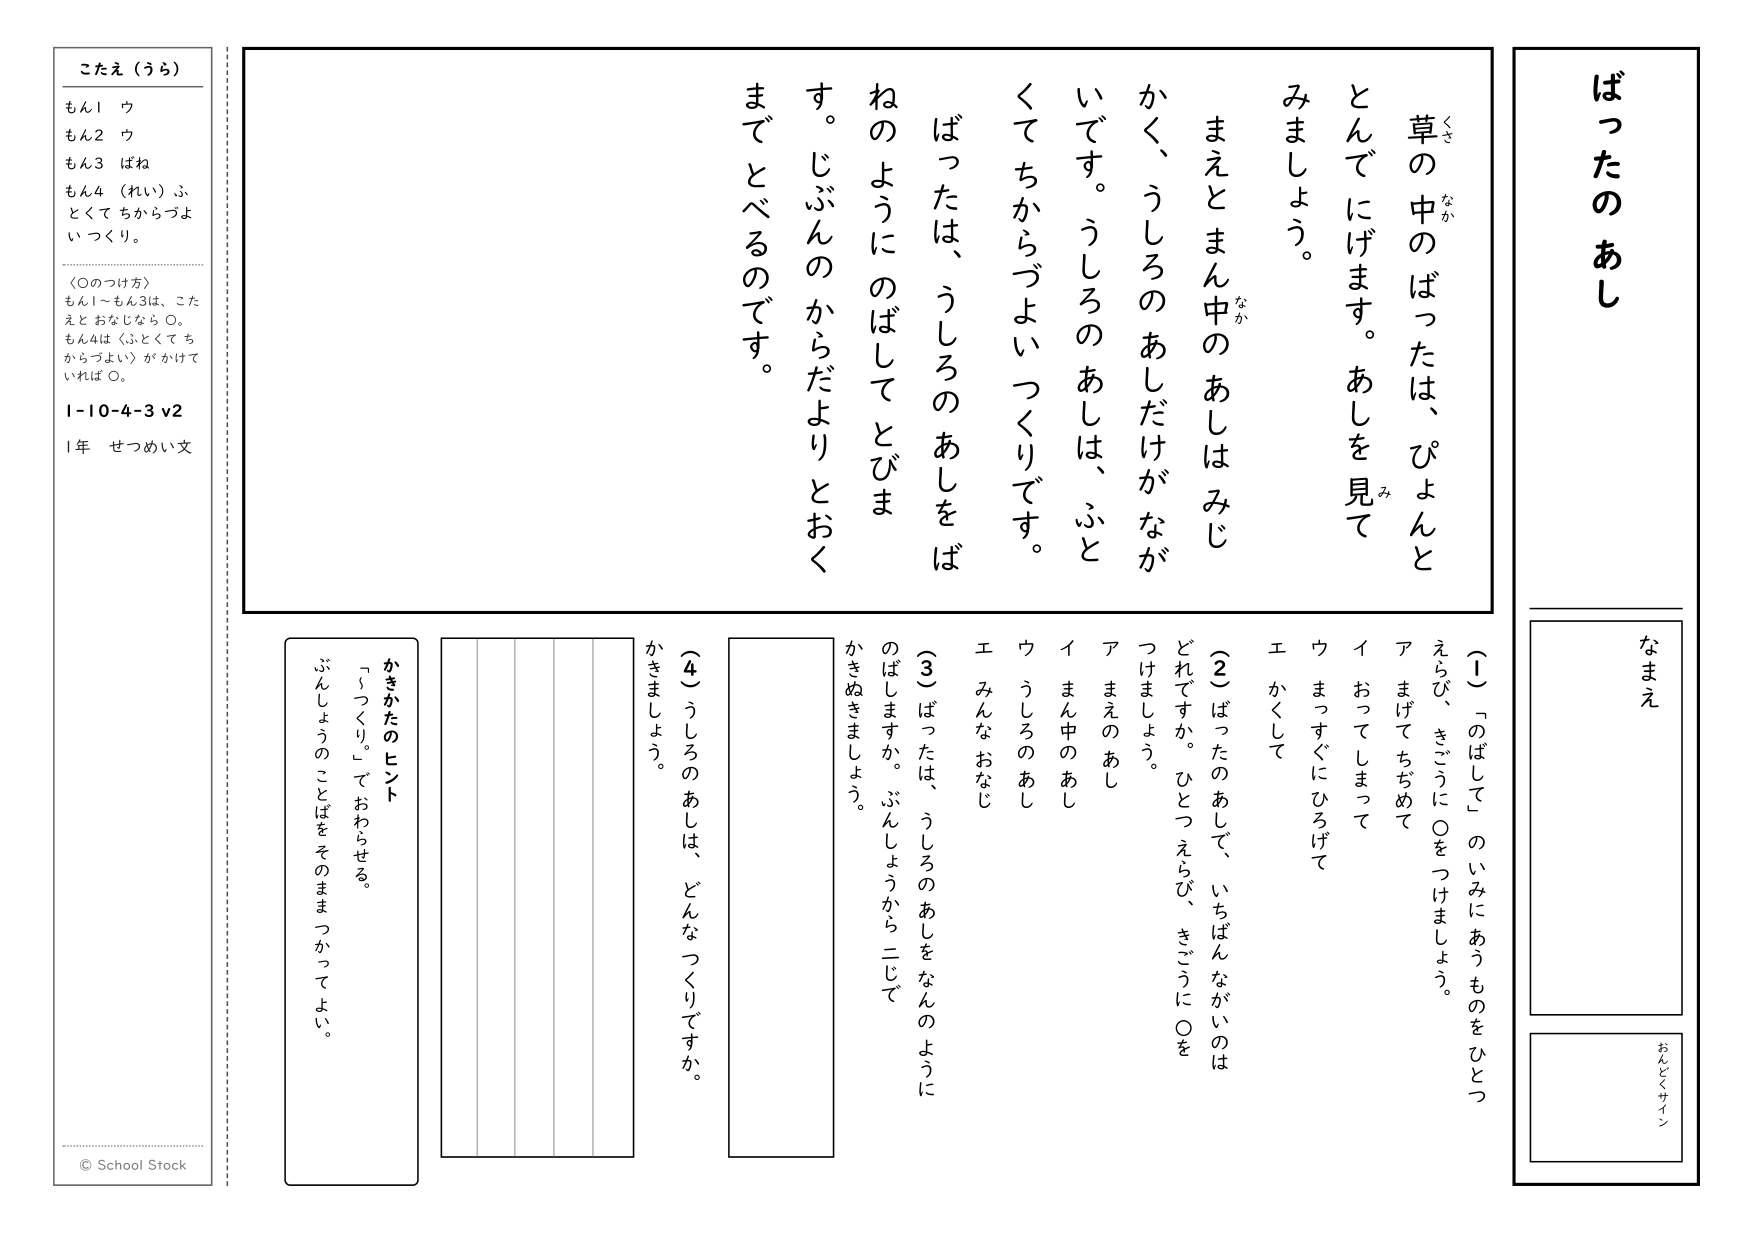 ばったの あし
なまえ
おんどくサイン
草の 中の ばったは、ぴょんと
くさ
なか
とんで にげます。あしを 見て
み
みましょう。
まえと まん中の あしは みじ
なか
かく、うしろの あしだけが なが
いです。うしろの あしは、ふと
くて ちからづよい つくりです。
ばったは、うしろの あしを ば
ねの ように のばして とびま
す。じぶんの からだより とおく
まで とべるのです。
(1)「のばして」の いみに あう ものを ひとつ
えらび、きごうに ○を つけましょう。
ア まげて ちぢめて
イ おって しまって
ウ まっすぐに ひろげて
エ かくして
(2)ばったの あしで、いちばん ながいのは
どれですか。ひとつ えらび、きごうに ○を
つけましょう。
ア まえの あし
イ まん中の あし
ウ うしろの あし
エ みんな おなじ
(3)ばったは、うしろの あしを なんの ように
のばしますか。ぶんしょうから 二じで
かきぬきましょう。
(4)うしろの あしは、どんな つくりですか。
かきましょう。
かきかたの ヒント
「~つくり。」で おわらせる。
ぶんしょうの ことばを そのまま つかって よい。
こたえ(うら)
もん1 ウ
もん2 ウ
もん3 ばね
もん4 (れい)ふ
とくて ちからづよ
い つくり。
〈○のつけ方〉
もん1~もん3は、こた
えと おなじなら ○。
もん4は〈ふとくて ち
からづよい〉が かけて
いれば ○。
1-10-4-3 v2
1年 せつめい文
© School Stock